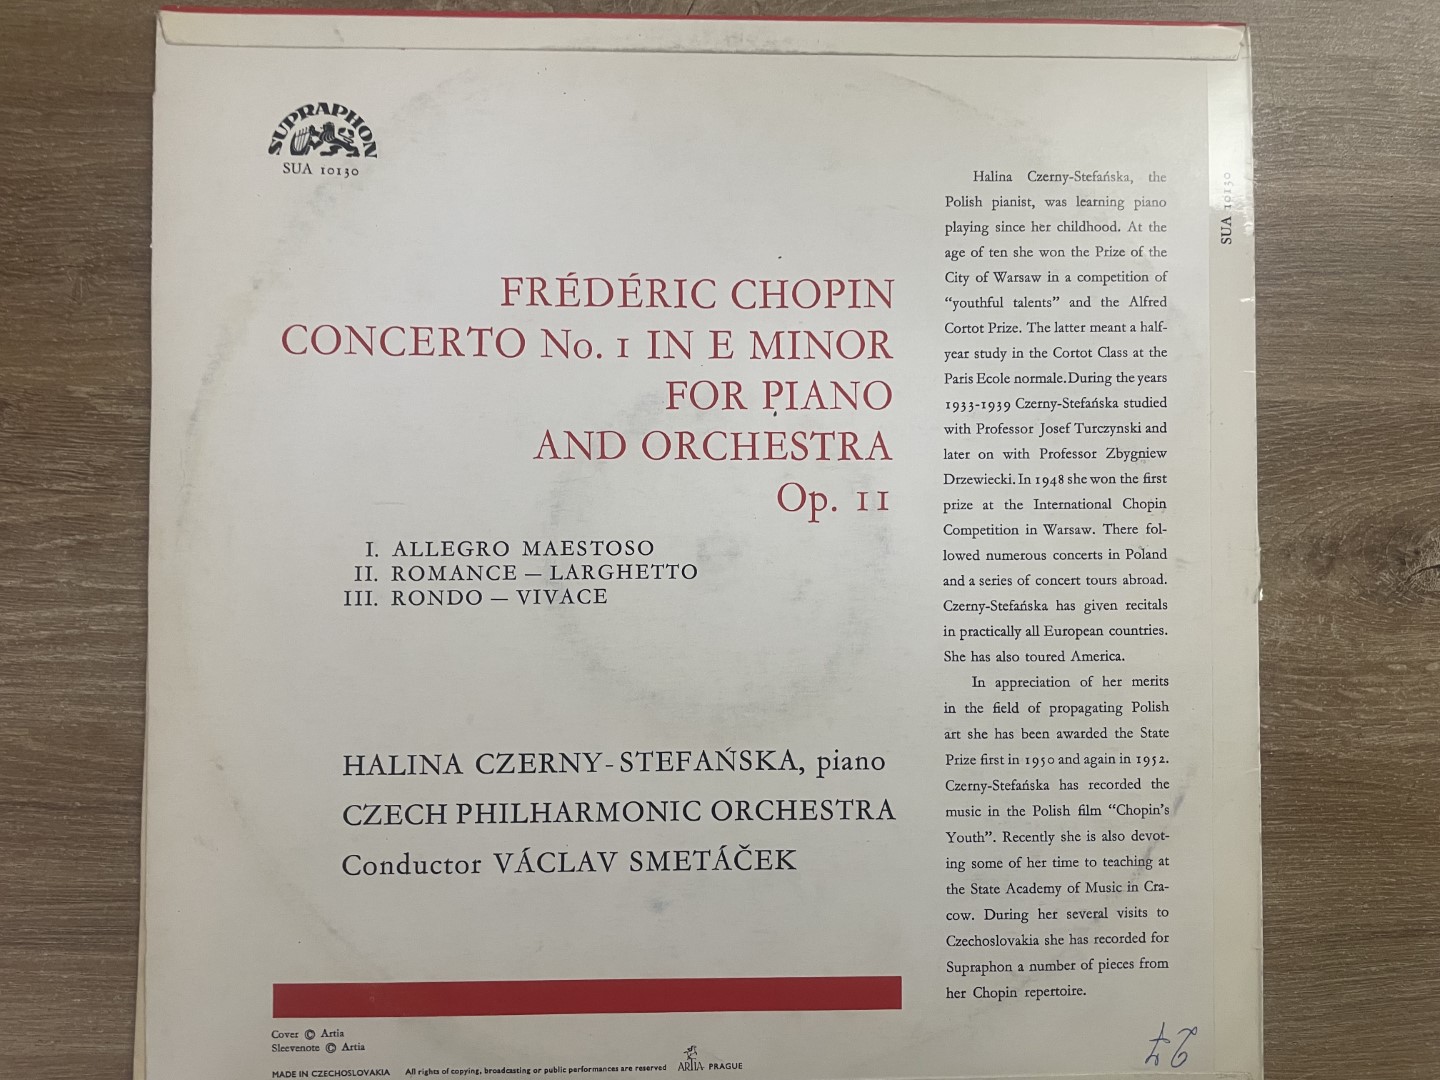 SUPRAPHON
SUA 10130
FRÉDÉRIC CHOPIN
CONCERTO No. 1 IN E MINOR
FOR PIANO
AND ORCHESTRA
Op. 11
I. ALLEGRO MAESTOSO
II. ROMANCE — LARGHETTO
III. RONDO — VIVACE
HALINA CZERNY-STEFAŃSKA, piano
CZECH PHILHARMONIC ORCHESTRA
Conductor VÁCLAV SMETÁČEK
Cover © Artia
Sleevenote © Artia
MADE IN CZECHOSLOVAKIA All rights of copying, broadcasting or public performances are reserved ARTIA PRAGUE
Halina Czerny-Stefańska, the
Polish pianist, was learning piano
playing since her childhood. At the
age of ten she won the Prize of the
City of Warsaw in a competition of
“youthful talents” and the Alfred
Cortot Prize. The latter meant a half-
year study in the Cortot Class at the
Paris Ecole normale. During the years
1933-1939 Czerny-Stefańska studied
with Professor Josef Turczynski and
later on with Professor Zbygniew
Drzewiecki. In 1948 she won the first
prize at the International Chopin
Competition in Warsaw. There fol-
lowed numerous concerts in Poland
and a series of concert tours abroad.
Czerny-Stefańska has given recitals
in practically all European countries.
She has also toured America.
In appreciation of her merits
in the field of propagating Polish
art she has been awarded the State
Prize first in 1950 and again in 1952.
Czerny-Stefańska has recorded the
music in the Polish film “Chopin’s
Youth”. Recently she is also devot-
ing some of her time to teaching at
the State Academy of Music in Cra-
cow. During her several visits to
Czechoslovakia she has recorded for
Supraphon a number of pieces from
her Chopin repertoire.
SUA 10130